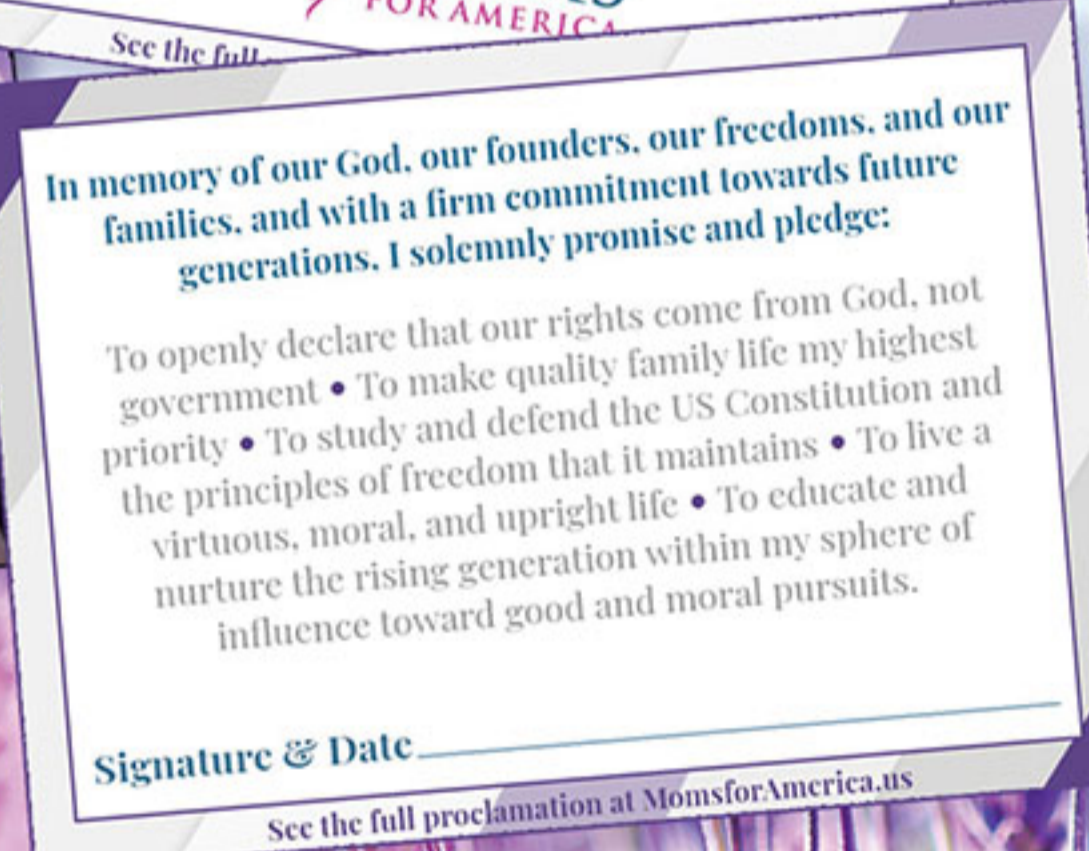 FOR AMERICA
See the full
In memory of our God, our founders, our freedoms, and our
families, and with a firm commitment towards future
generations, I solemnly promise and pledge:
To openly declare that our rights come from God, not
government • To make quality family life my highest
priority • To study and defend the US Constitution and
the principles of freedom that it maintains • To live a
virtuous, moral, and upright life • To educate and
nurture the rising generation within my sphere of
influence toward good and moral pursuits.
Signature & Date
See the full proclamation at MomsforAmerica.us